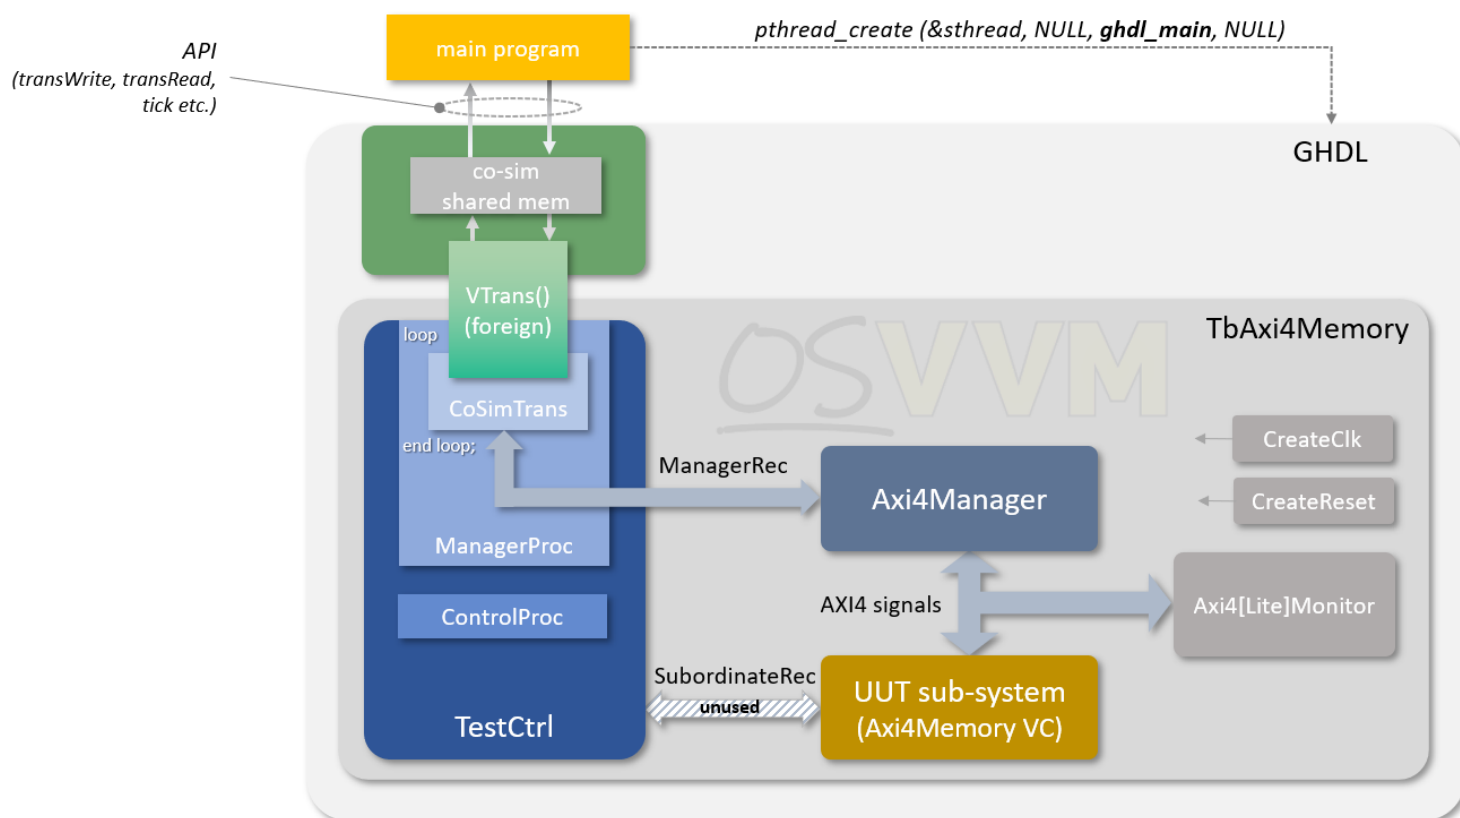 main program
pthread_create (&sthread, NULL, ghdl_main, NULL)
API
(transWrite, transRead,
tick etc.)
GHDL
co-sim
shared mem
VTrans()
(foreign)
loop
CoSimTrans
end loop;
ManagerProc
ControlProc
TestCtrl
TbAxi4Memory
OSVVM
CreateClk
CreateReset
ManagerRec
Axi4Manager
AXI4 signals
Axi4[Lite]Monitor
SubordinateRec
unused
UUT sub-system
(Axi4Memory VC)